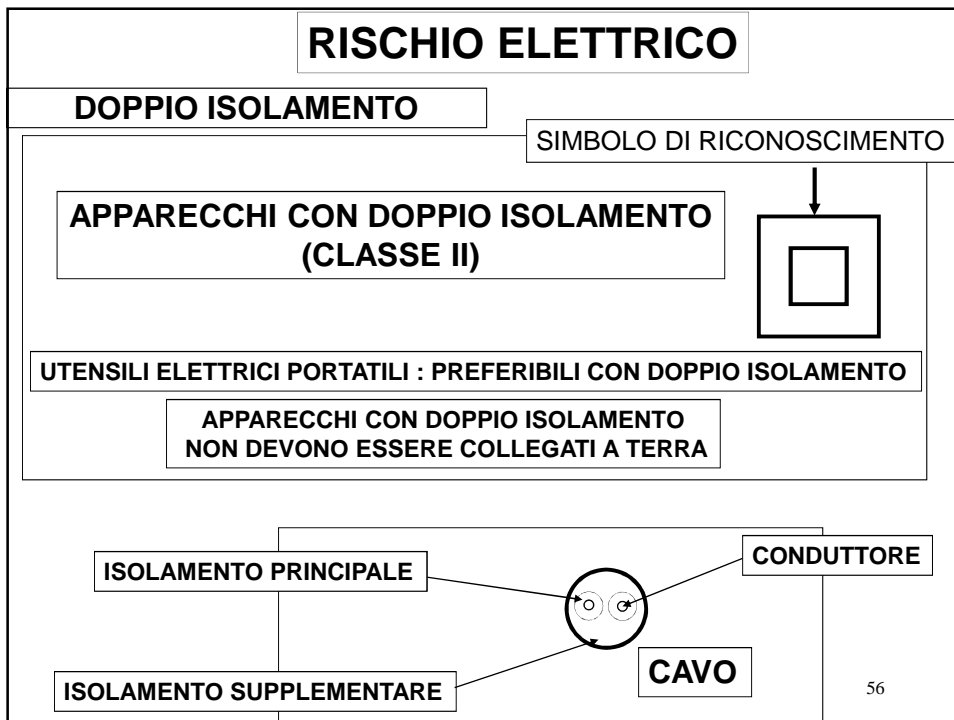 RISCHIO ELETTRICO
DOPPIO ISOLAMENTO
SIMBOLO DI RICONOSCIMENTO
APPARECCHI CON DOPPIO ISOLAMENTO
(CLASSE II)
UTENSILI ELETTRICI PORTATILI : PREFERIBILI CON DOPPIO ISOLAMENTO
APPARECCHI CON DOPPIO ISOLAMENTO
NON DEVONO ESSERE COLLEGATI A TERRA
ISOLAMENTO PRINCIPALE
CONDUTTORE
ISOLAMENTO SUPPLEMENTARE
CAVO
56